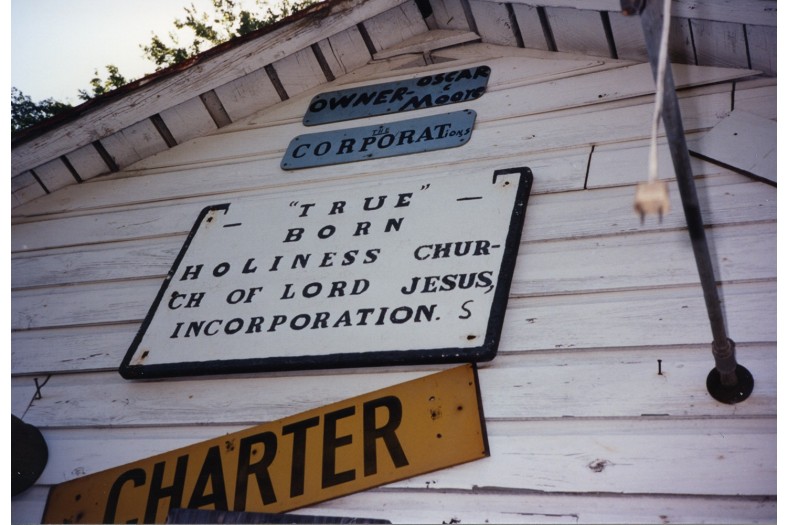 OWNER-OSCAR
& MOORE
THE
CORPORATIONS
— "TRUE" —
BORN
HOLINESS CHUR-
CH OF LORD JESUS,
INCORPORATION. S
CHARTER